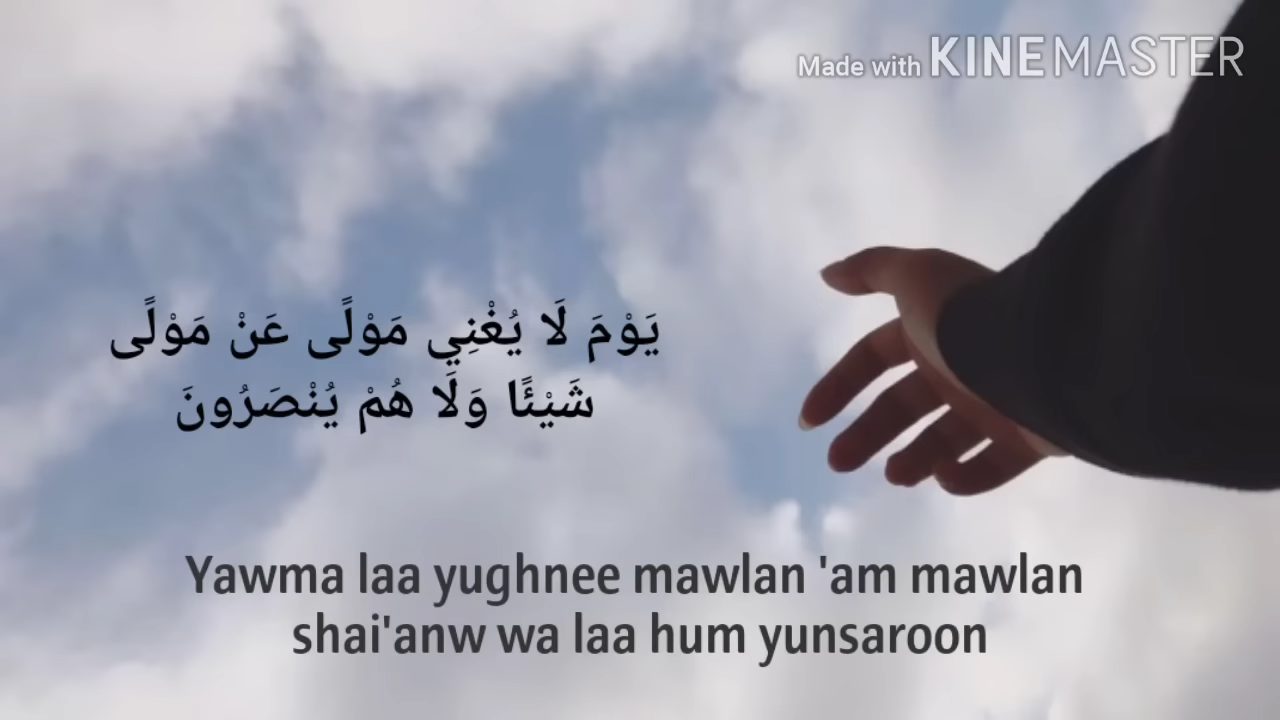 Made with KINEMASTER
يَوْمَ لَا يُغْنِي مَوْلًى عَنْ مَوْلًى
شَيْئًا وَلَا هُمْ يُنْصَرُونَ
Yawma laa yughnee mawlan 'am mawlan
shai'anw wa laa hum yunsaroon